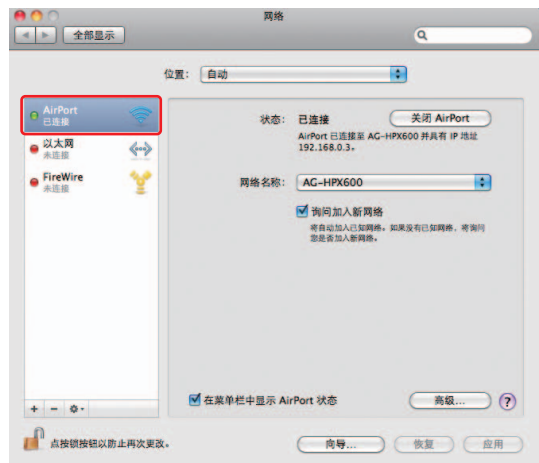 网络
全部显示
位置： 自动
AirPort
已连接
以太网
未连接
FireWire
未连接
状态： 已连接 关闭 AirPort
AirPort 已连接至 AG-HPX600 并具有 IP 地址
192.168.0.3。
网络名称： AG-HPX600
询问加入新网络
将自动加入已知网络。如果没有已知网络，将询问
您是否加入新网络。
在菜单栏中显示 AirPort 状态 高级... ?
点按锁按钮以防止再次更改。 向导... 恢复 应用